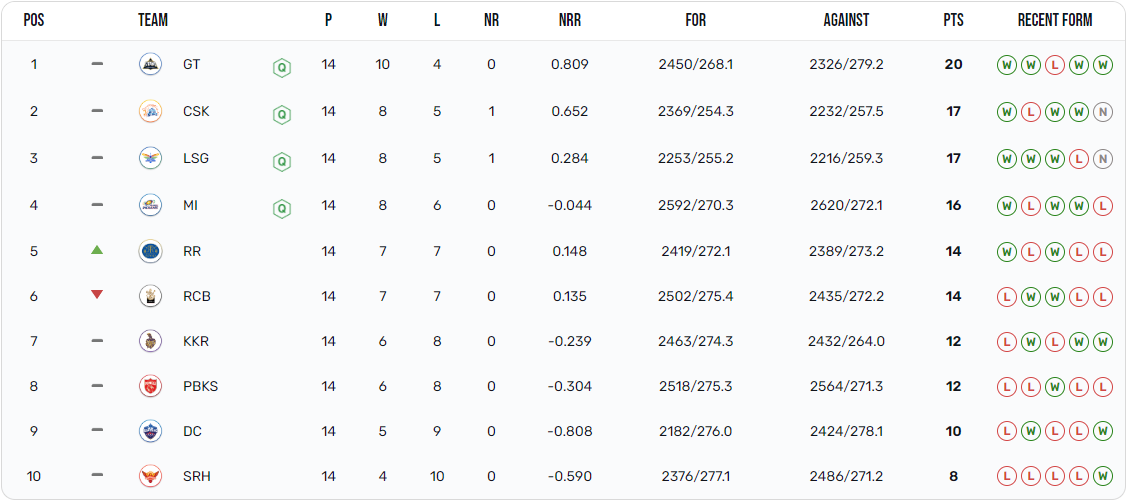 POS TEAM P W L NR NRR FOR AGAINST PTS RECENT FORM
1 GT Q 14 10 4 0 0.809 2450/268.1 2326/279.2 20 W W L W W
2 CSK Q 14 8 5 1 0.652 2369/254.3 2232/257.5 17 W L W W N
3 LSG Q 14 8 5 1 0.284 2253/255.2 2216/259.3 17 W W W L N
4 MI Q 14 8 6 0 -0.044 2592/270.3 2620/272.1 16 W L W W L
5 RR 14 7 7 0 0.148 2419/272.1 2389/273.2 14 W L W L L
6 RCB 14 7 7 0 0.135 2502/275.4 2435/272.2 14 L W W L L
7 KKR 14 6 8 0 -0.239 2463/274.3 2432/264.0 12 L W L W W
8 PBKS 14 6 8 0 -0.304 2518/275.3 2564/271.3 12 L L W L L
9 DC 14 5 9 0 -0.808 2182/276.0 2424/278.1 10 L W L L W
10 SRH 14 4 10 0 -0.590 2376/277.1 2486/271.2 8 L L L L W